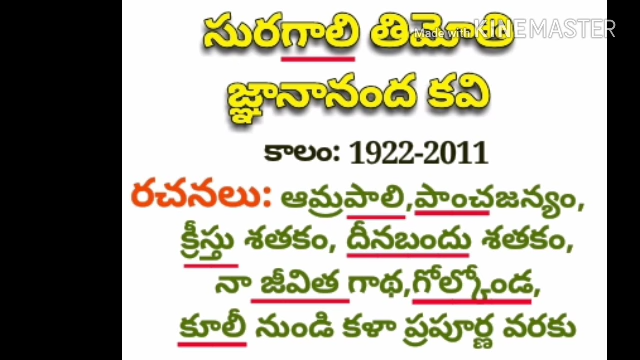 సురగాలి తిమోతి
Made with KINEMASTER
జ్ఞానానంద కవి
కాలం: 1922-2011
రచనలు: ఆమ్రపాలి,పాంచజన్యం,
క్రీస్తు శతకం, దీనబందు శతకం,
నా జీవిత గాథ,గోల్కొండ,
కూలీ నుండి కళా ప్రపూర్ణ వరకు